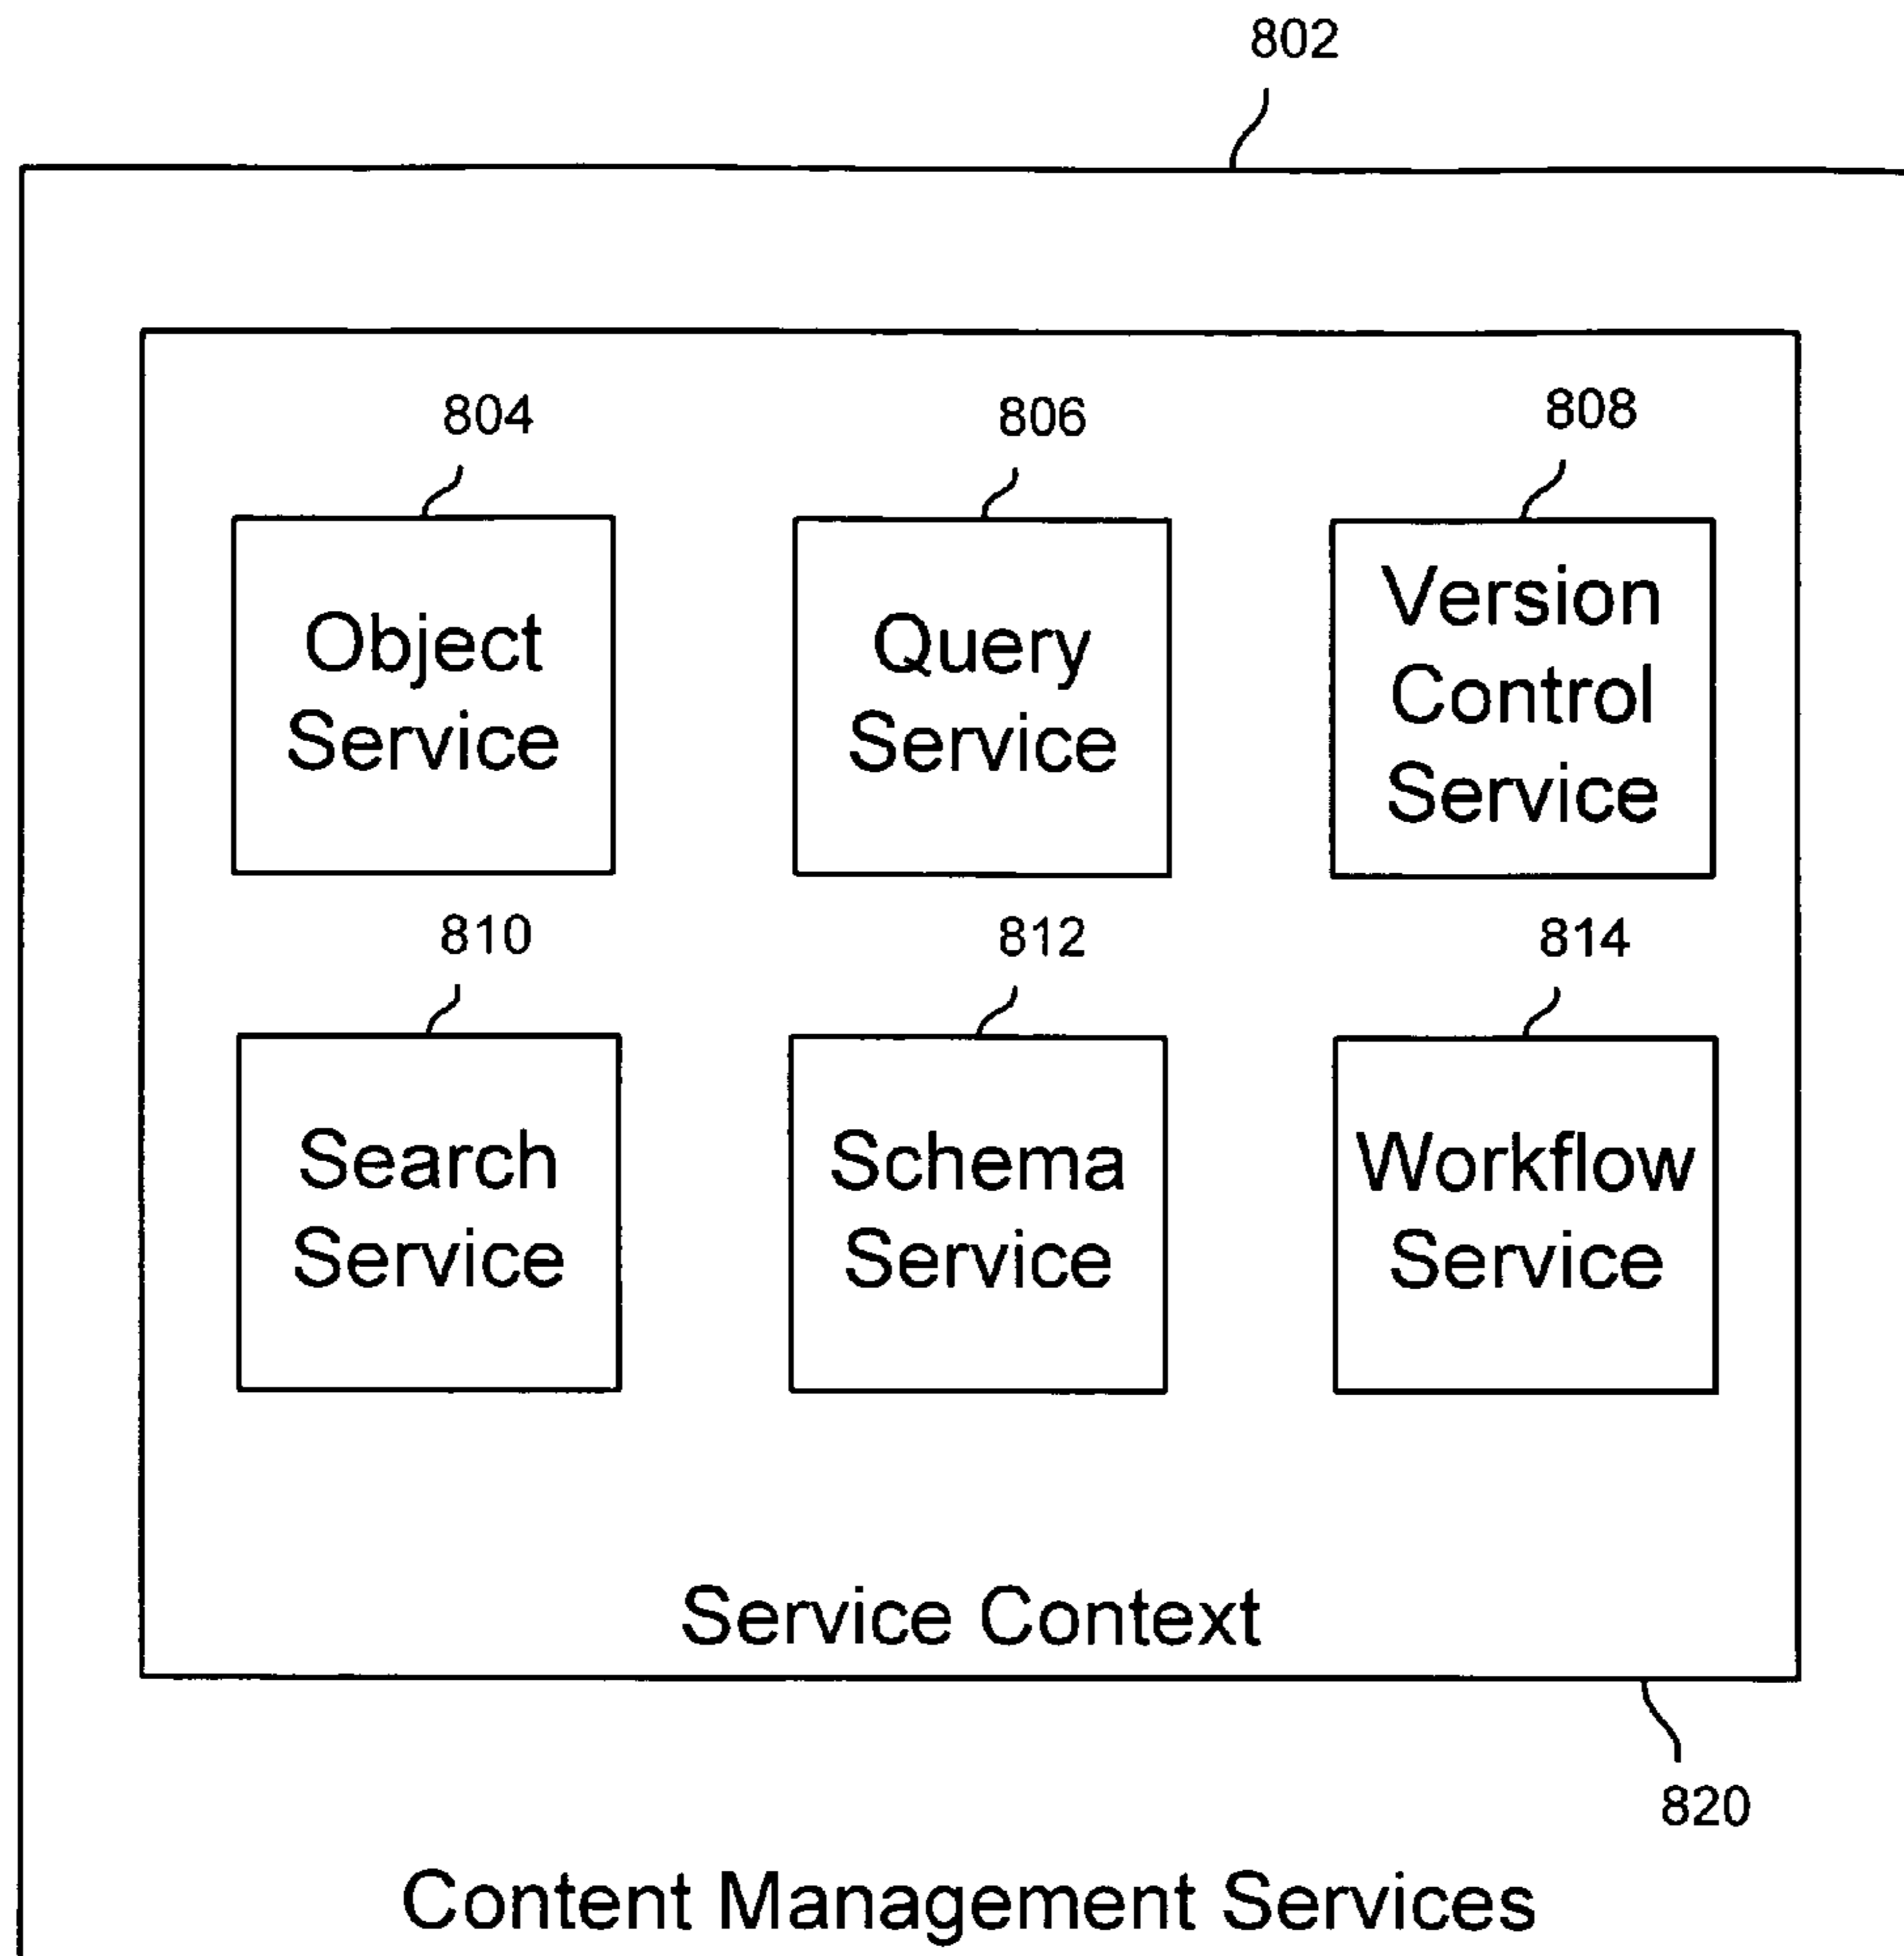 802
804
806
808
Object
Service
Query
Service
Version
Control
Service
810
812
814
Search
Service
Schema
Service
Workflow
Service
Service Context
820
Content Management Services